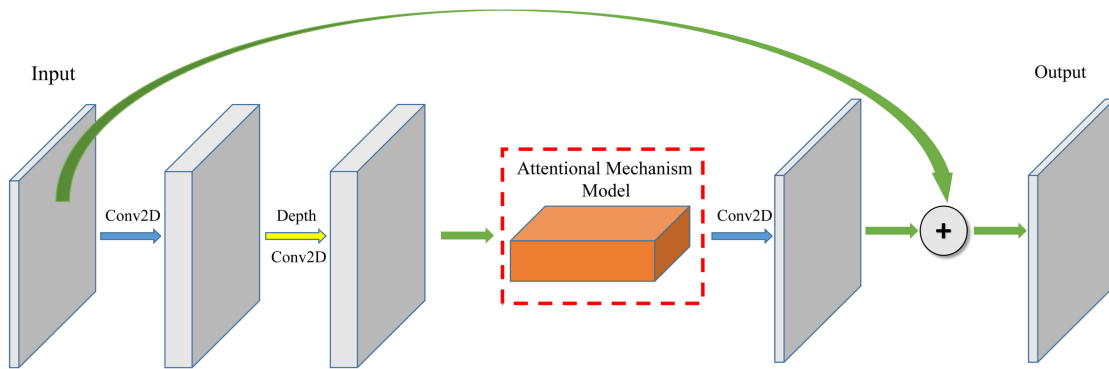 Input
Output
Attentional Mechanism
Model
Conv2D
Depth
Conv2D
Conv2D
+